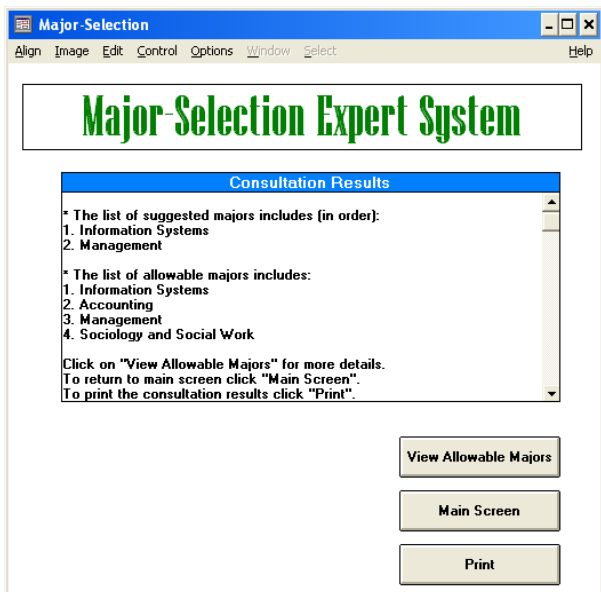 Major-Selection
Align Image Edit Control Options Window Select Help
Major-Selection Expert System
Consultation Results
* The list of suggested majors includes (in order):
1. Information Systems
2. Management
* The list of allowable majors includes:
1. Information Systems
2. Accounting
3. Management
4. Sociology and Social Work
Click on "View Allowable Majors" for more details.
To return to main screen click "Main Screen".
To print the consultation results click "Print".
View Allowable Majors
Main Screen
Print